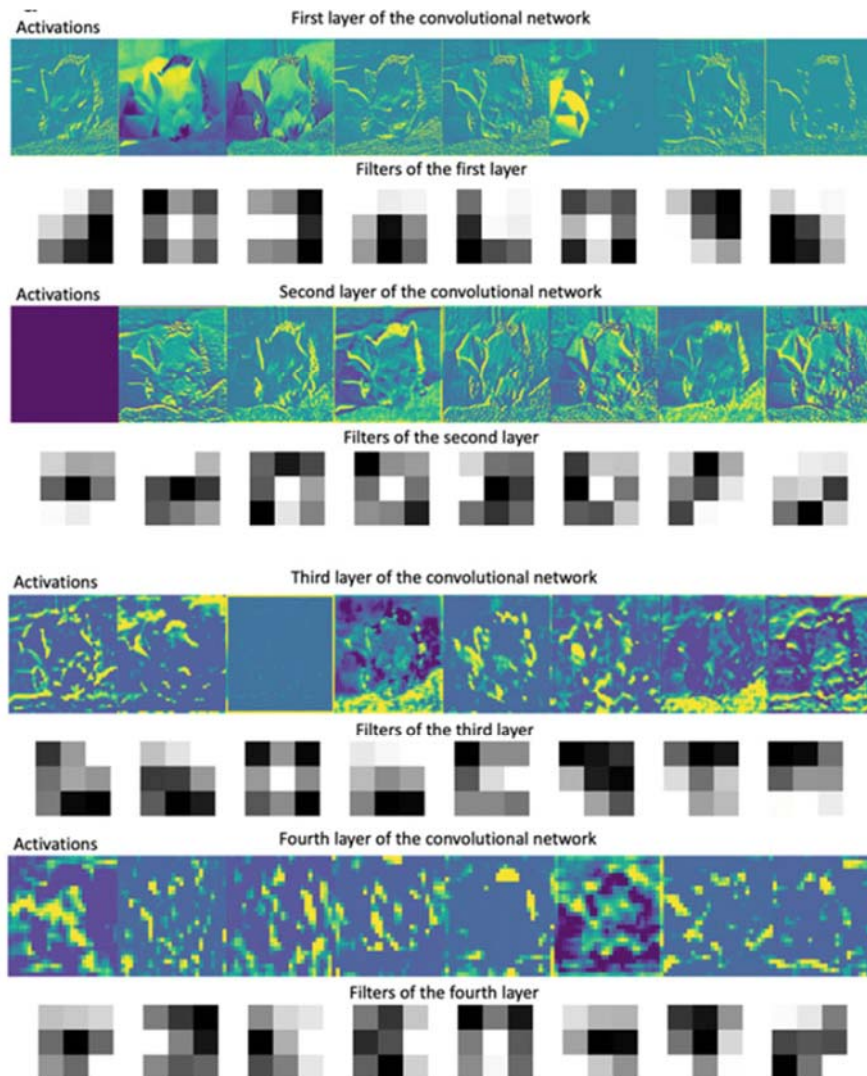 First layer of the convolutional network
Activations
Filters of the first layer
Second layer of the convolutional network
Activations
Filters of the second layer
Third layer of the convolutional network
Activations
Filters of the third layer
Fourth layer of the convolutional network
Activations
Filters of the fourth layer